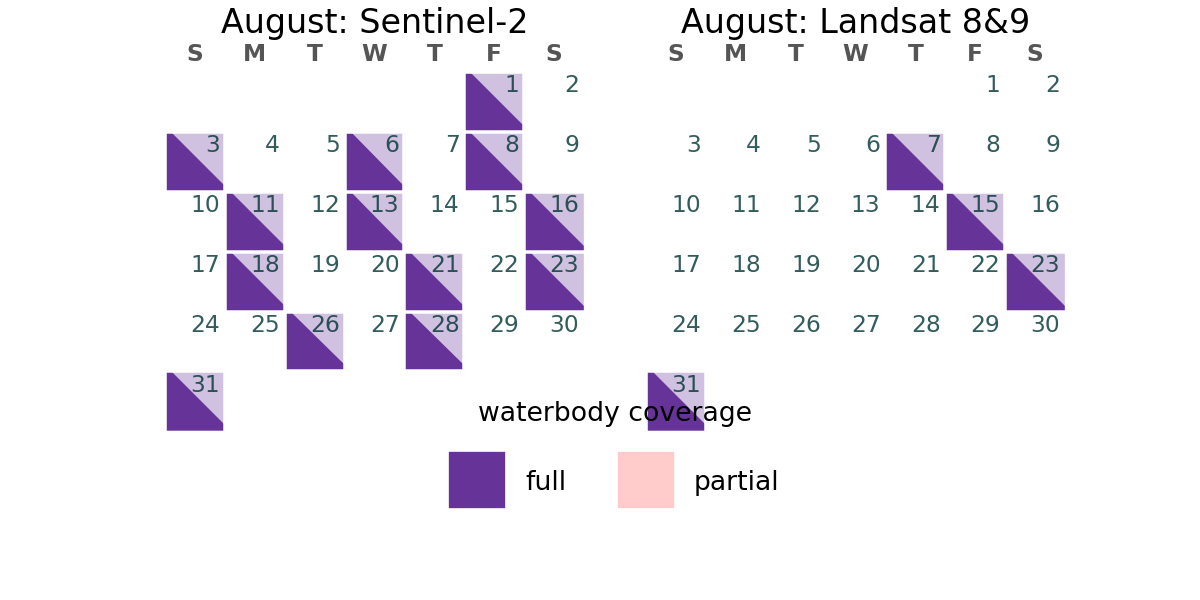 August: Sentinel-2
S M T W T F S
1 2
3 4 5 6 7 8 9
10 11 12 13 14 15 16
17 18 19 20 21 22 23
24 25 26 27 28 29 30
31
August: Landsat 8&9
S M T W T F S
1 2
3 4 5 6 7 8 9
10 11 12 13 14 15 16
17 18 19 20 21 22 23
24 25 26 27 28 29 30
31
waterbody coverage
full partial